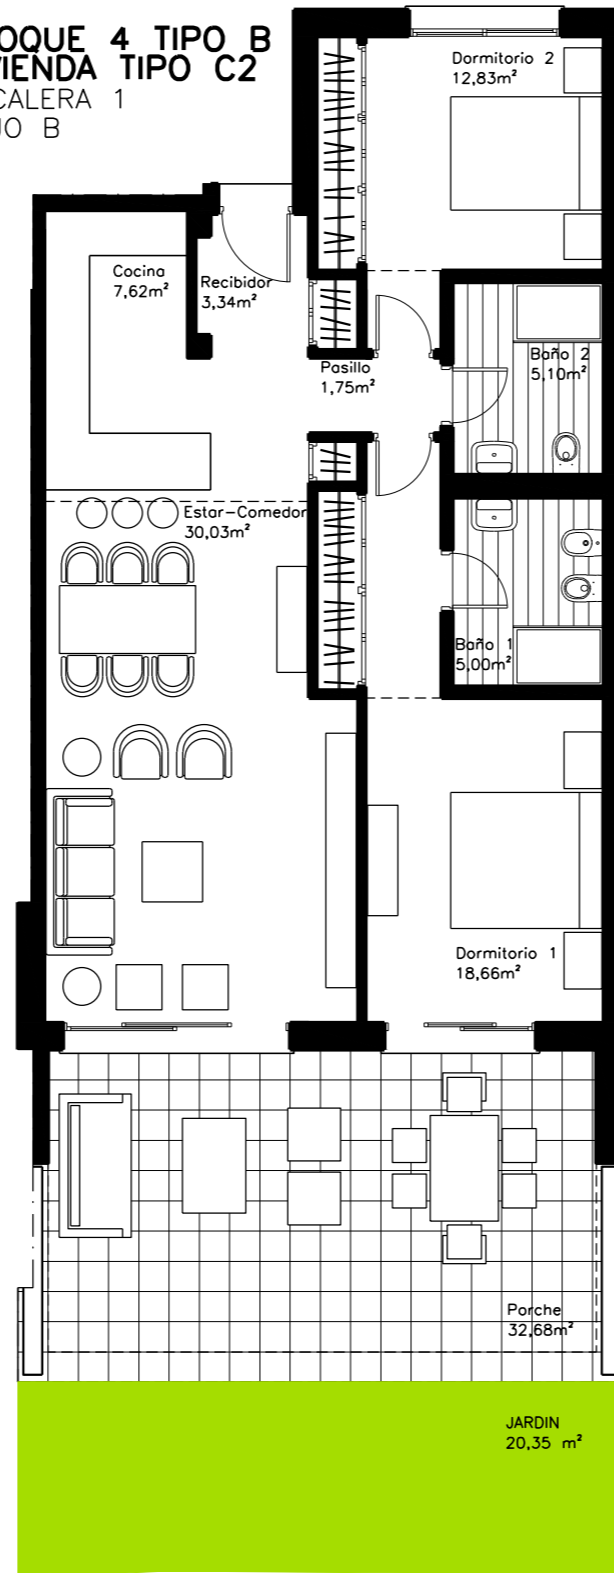 OQUE 4 TIPO B
VIENDA TIPO C2
CALERA 1
JO B
Dormitorio 2
12,83m²
Cocina
7,62m²
Recibidor
3,34m²
Baño 2
5,10m²
Pasillo
1,75m²
Estar-Comedor
30,03m²
Baño 1
5,00m²
Dormitorio 1
18,66m²
Porche
32,68m²
JARDIN
20,35 m²